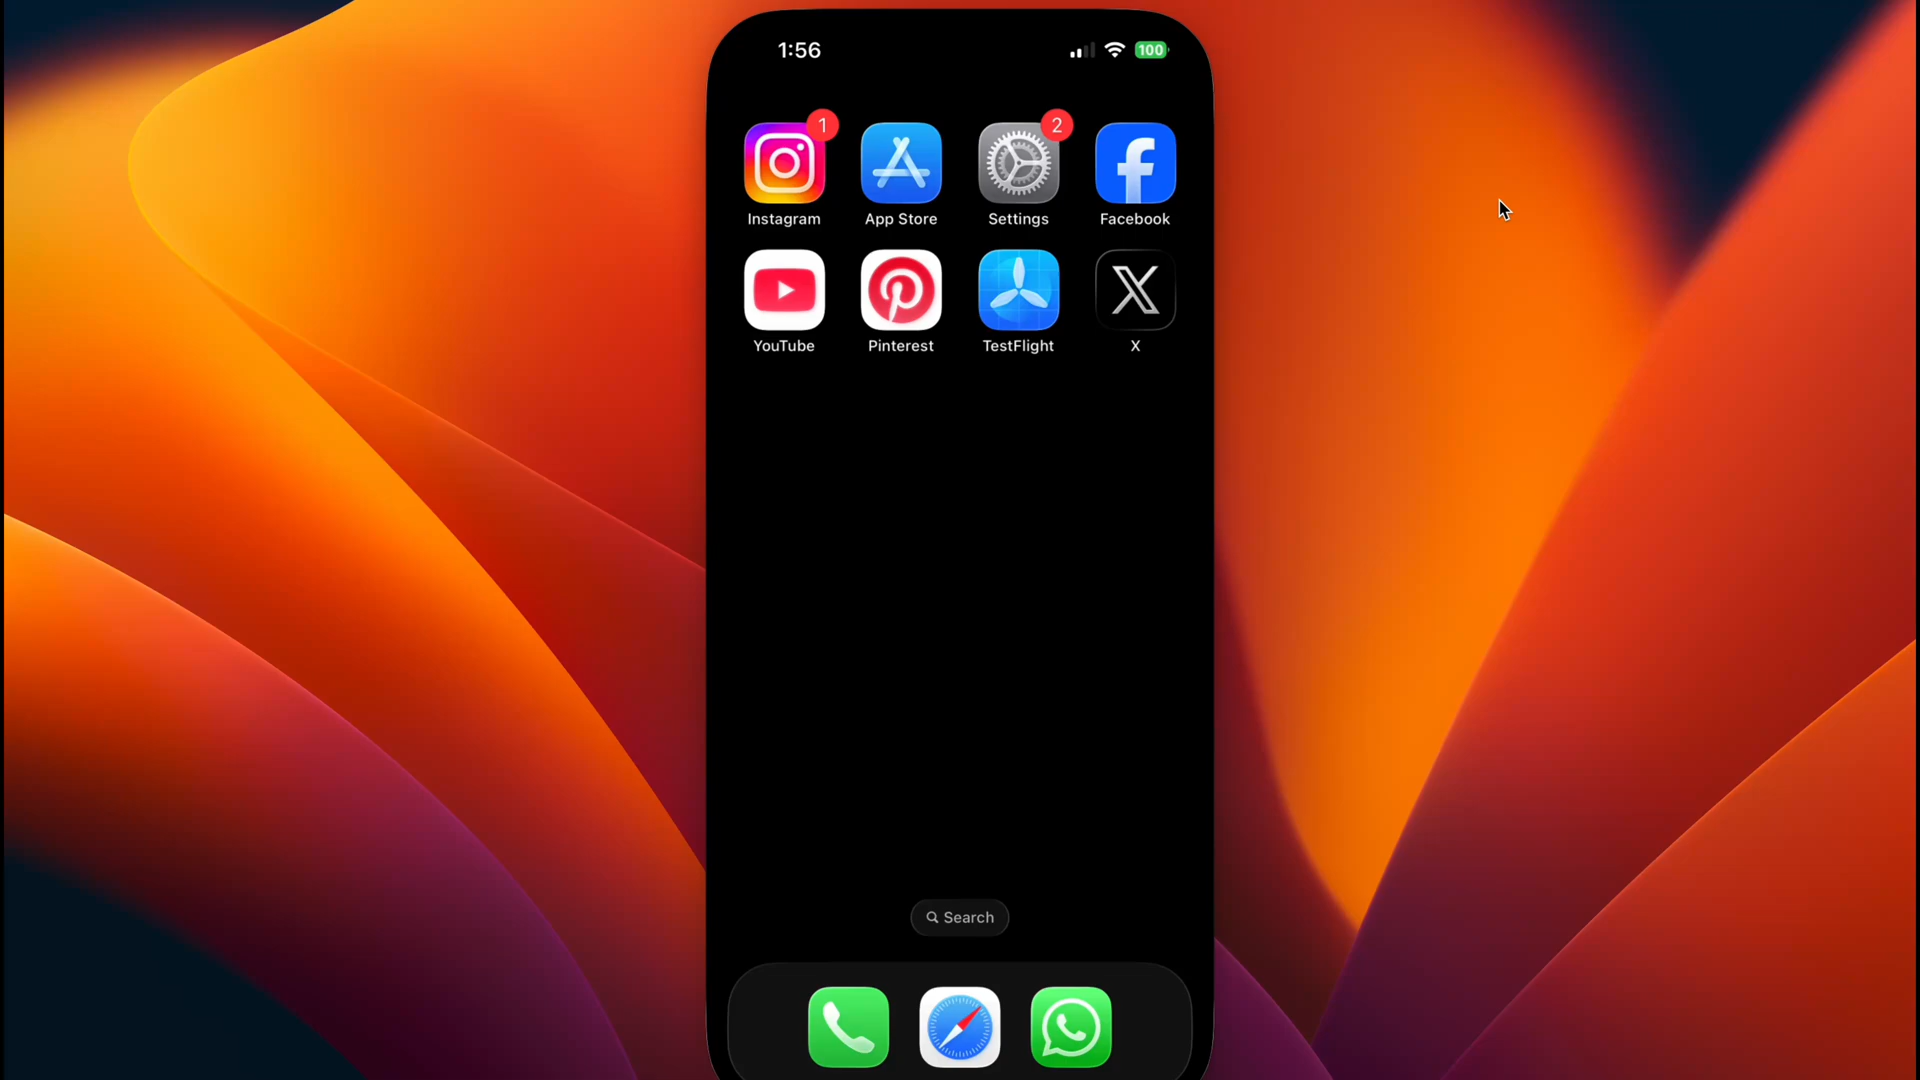 1:56
100
1
2
Instagram
App Store
Settings
Facebook
YouTube
Pinterest
TestFlight
X
Search